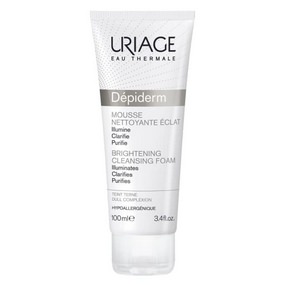 URIAGE
EAU THERMALE
Dépiderm
MOUSSE
NETTOYANTE ÉCLAT
Illumine
Clarifie
Purifie
BRIGHTENING
CLEANSING FOAM
Illuminates
Clarifies
Purifies
TEINT TERNE
DULL COMPLEXION
HYPOALLERGÉNIQUE
100ml℮ 3.4fl.oz.